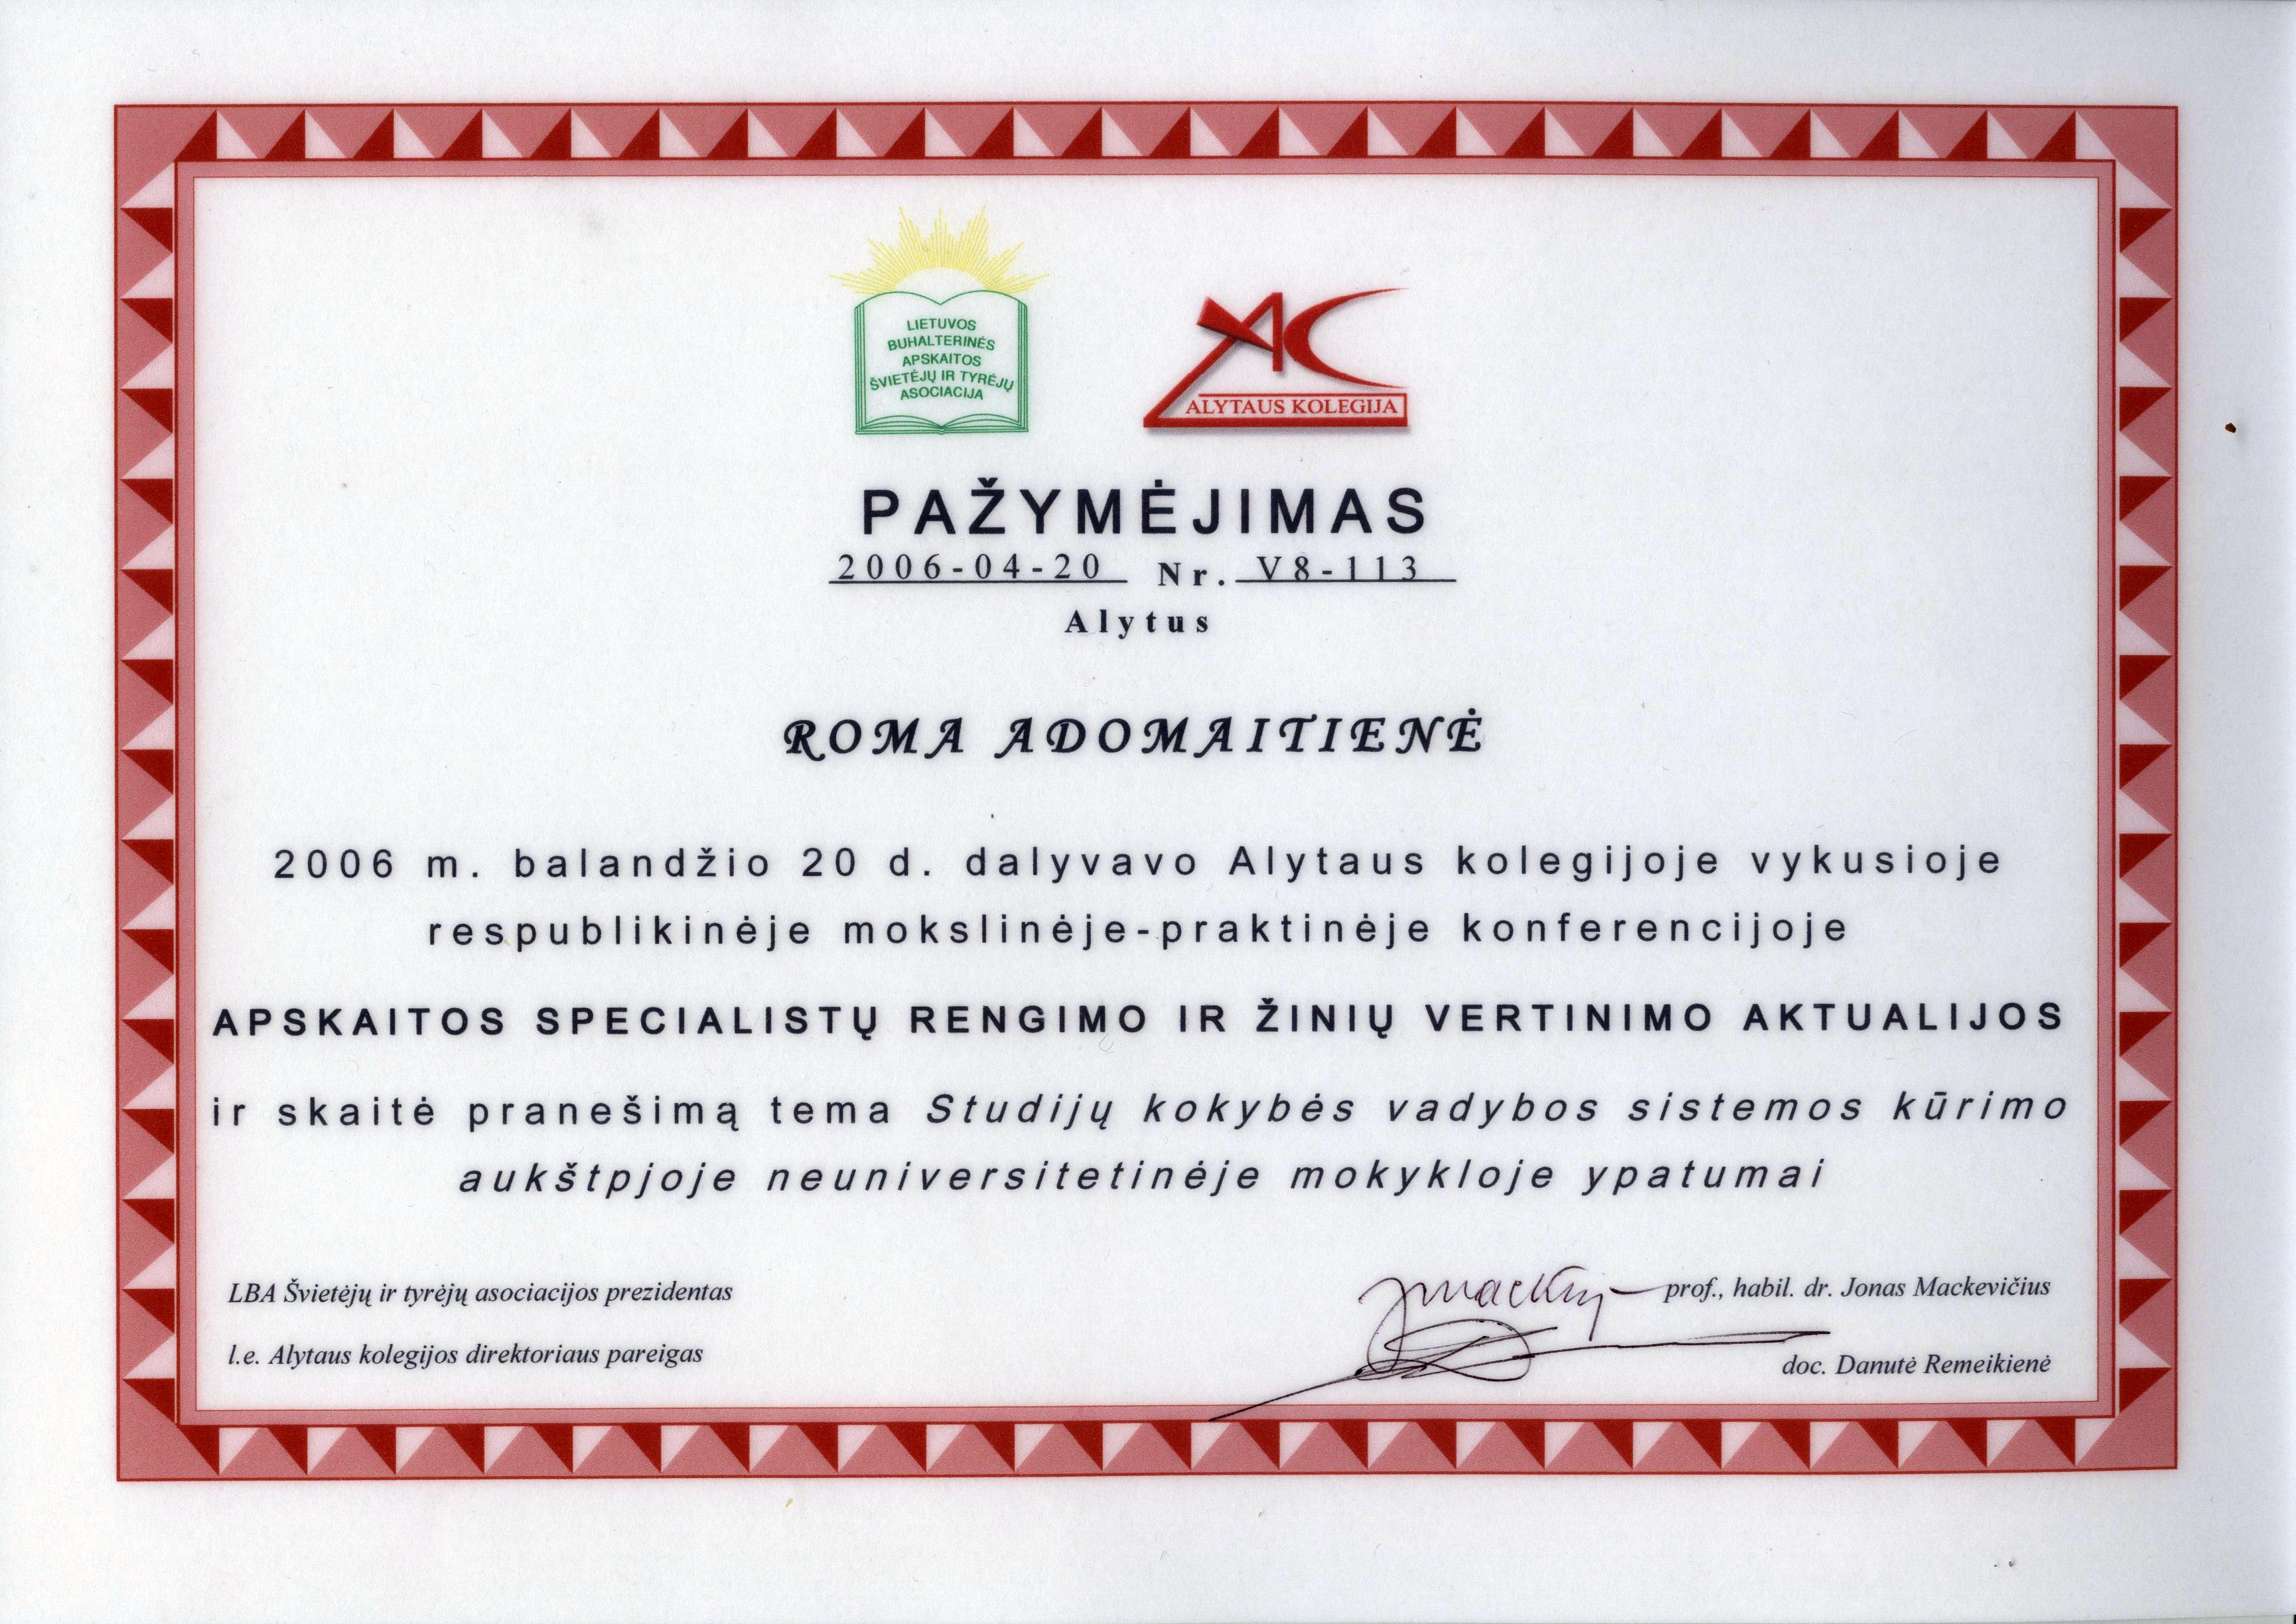 LIETUVOS
BUHALTERINĖS
APSKAITOS
ŠVIETĖJŲ IR TYRĖJŲ
ASOCIACIJA
AC
ALYTAUS KOLEGIJA
PAŽYMĖJIMAS
2006-04-20 Nr. V8-113
Alytus
ROMA ADOMAITIENĖ
2006 m. balandžio 20 d. dalyvavo Alytaus kolegijoje vykusioje
respublikinėje mokslinėje-praktinėje konferencijoje
APSKAITOS SPECIALISTŲ RENGIMO IR ŽINIŲ VERTINIMO AKTUALIJOS
ir skaitė pranešimą tema Studijų kokybės vadybos sistemos kūrimo
aukštpjoje neuniversitetinėje mokykloje ypatumai
LBA Švietėjų ir tyrėjų asociacijos prezidentas prof., habil. dr. Jonas Mackevičius
l.e. Alytaus kolegijos direktoriaus pareigas doc. Danutė Remeikienė